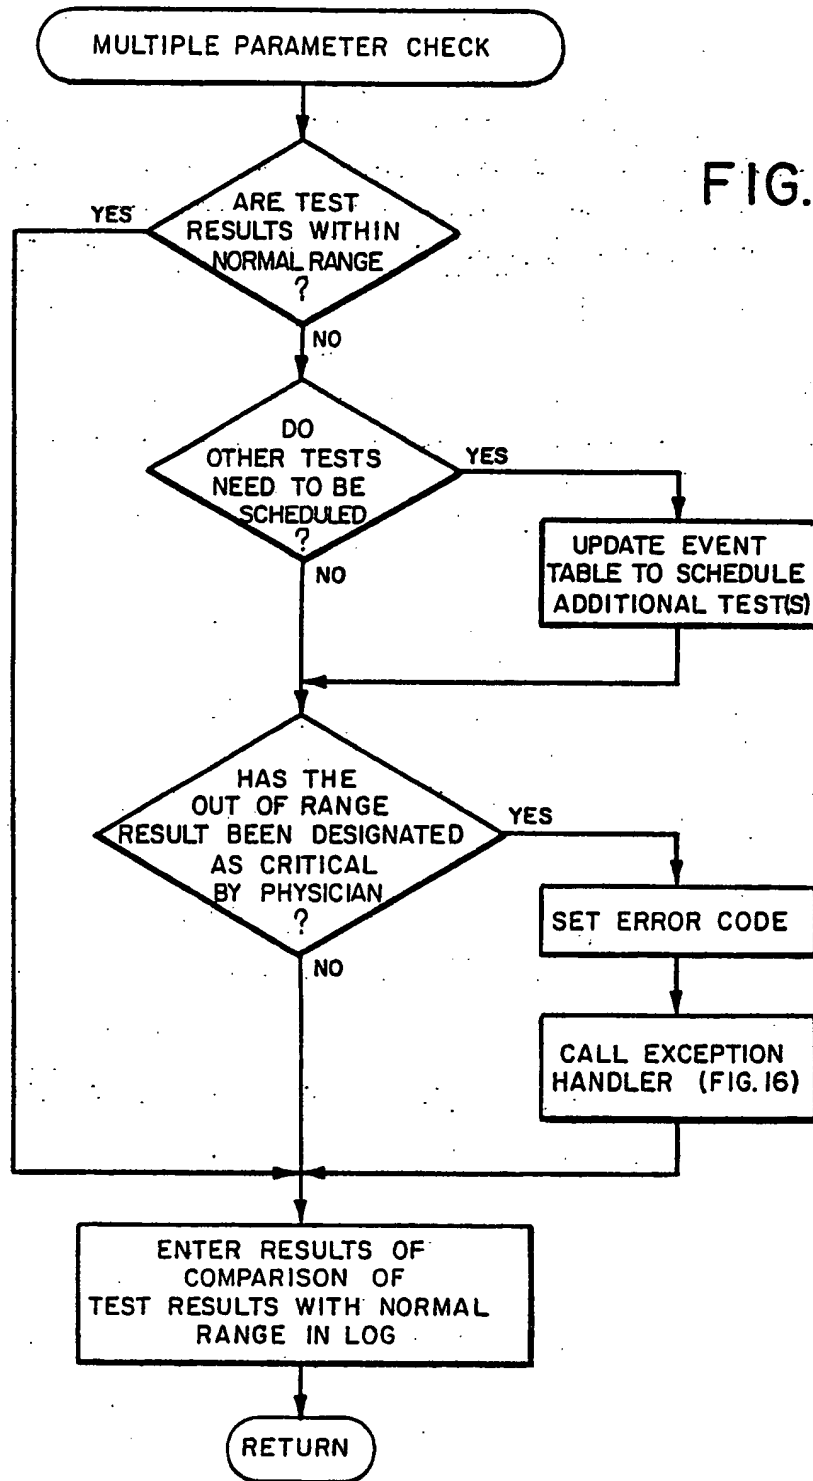 MULTIPLE PARAMETER CHECK
FIG.
ARE TEST
RESULTS WITHIN
NORMAL RANGE
?
YES
NO
DO
OTHER TESTS
NEED TO BE
SCHEDULED
?
YES
NO
UPDATE EVENT
TABLE TO SCHEDULE
ADDITIONAL TEST(S)
HAS THE
OUT OF RANGE
RESULT BEEN DESIGNATED
AS CRITICAL
BY PHYSICIAN
?
YES
NO
SET ERROR CODE
CALL EXCEPTION
HANDLER (FIG.16)
ENTER RESULTS OF
COMPARISON OF
TEST RESULTS WITH NORMAL
RANGE IN LOG
RETURN